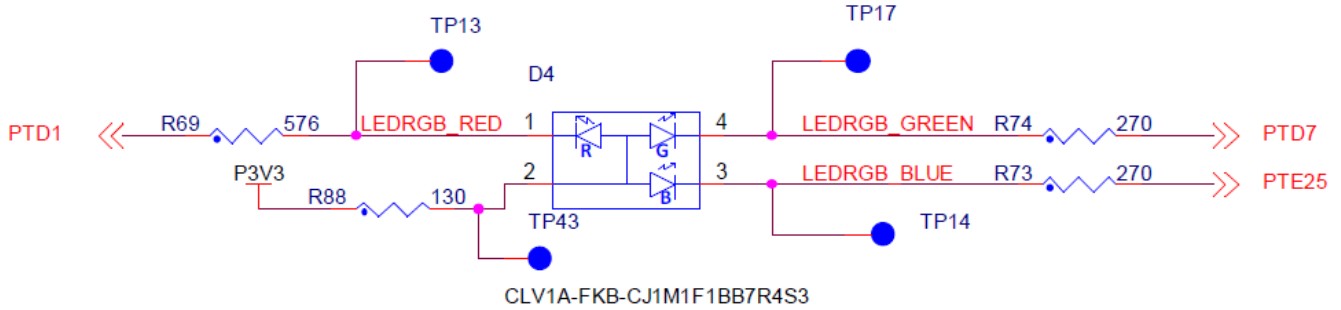 TP13
TP17
D4
PTD1 R69 576 LEDRGB_RED 1 R G 4 LEDRGB_GREEN R74 270 PTD7
P3V3 R88 130 2 B 3 LEDRGB_BLUE R73 270 PTE25
TP43
TP14
CLV1A-FKB-CJ1M1F1BB7R4S3